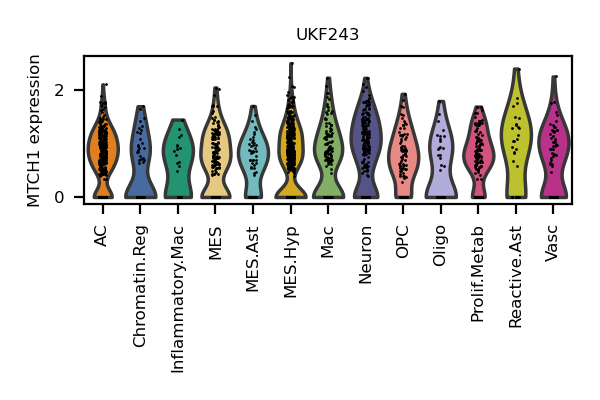 UKF243
MTCH1 expression
2
0
AC
Chromatin.Reg
Inflammatory.Mac
MES
MES.Ast
MES.Hyp
Mac
Neuron
OPC
Oligo
Prolif.Metab
Reactive.Ast
Vasc